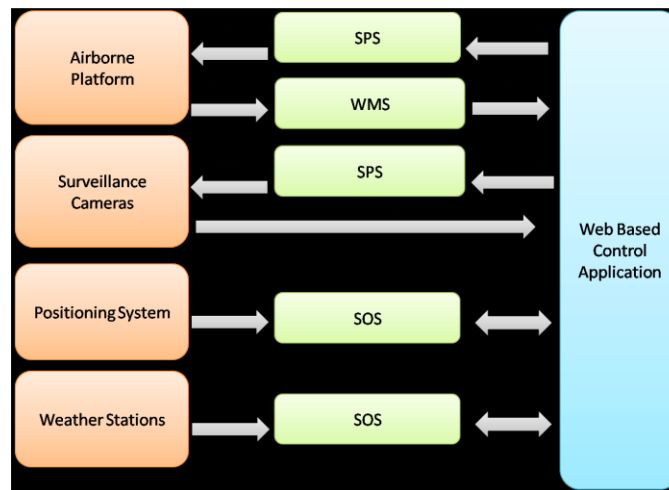 SPS
Airborne
Platform
WMS
SPS
Surveillance
Cameras
Web Based
Control
Application
Positioning System
SOS
Weather Stations
SOS